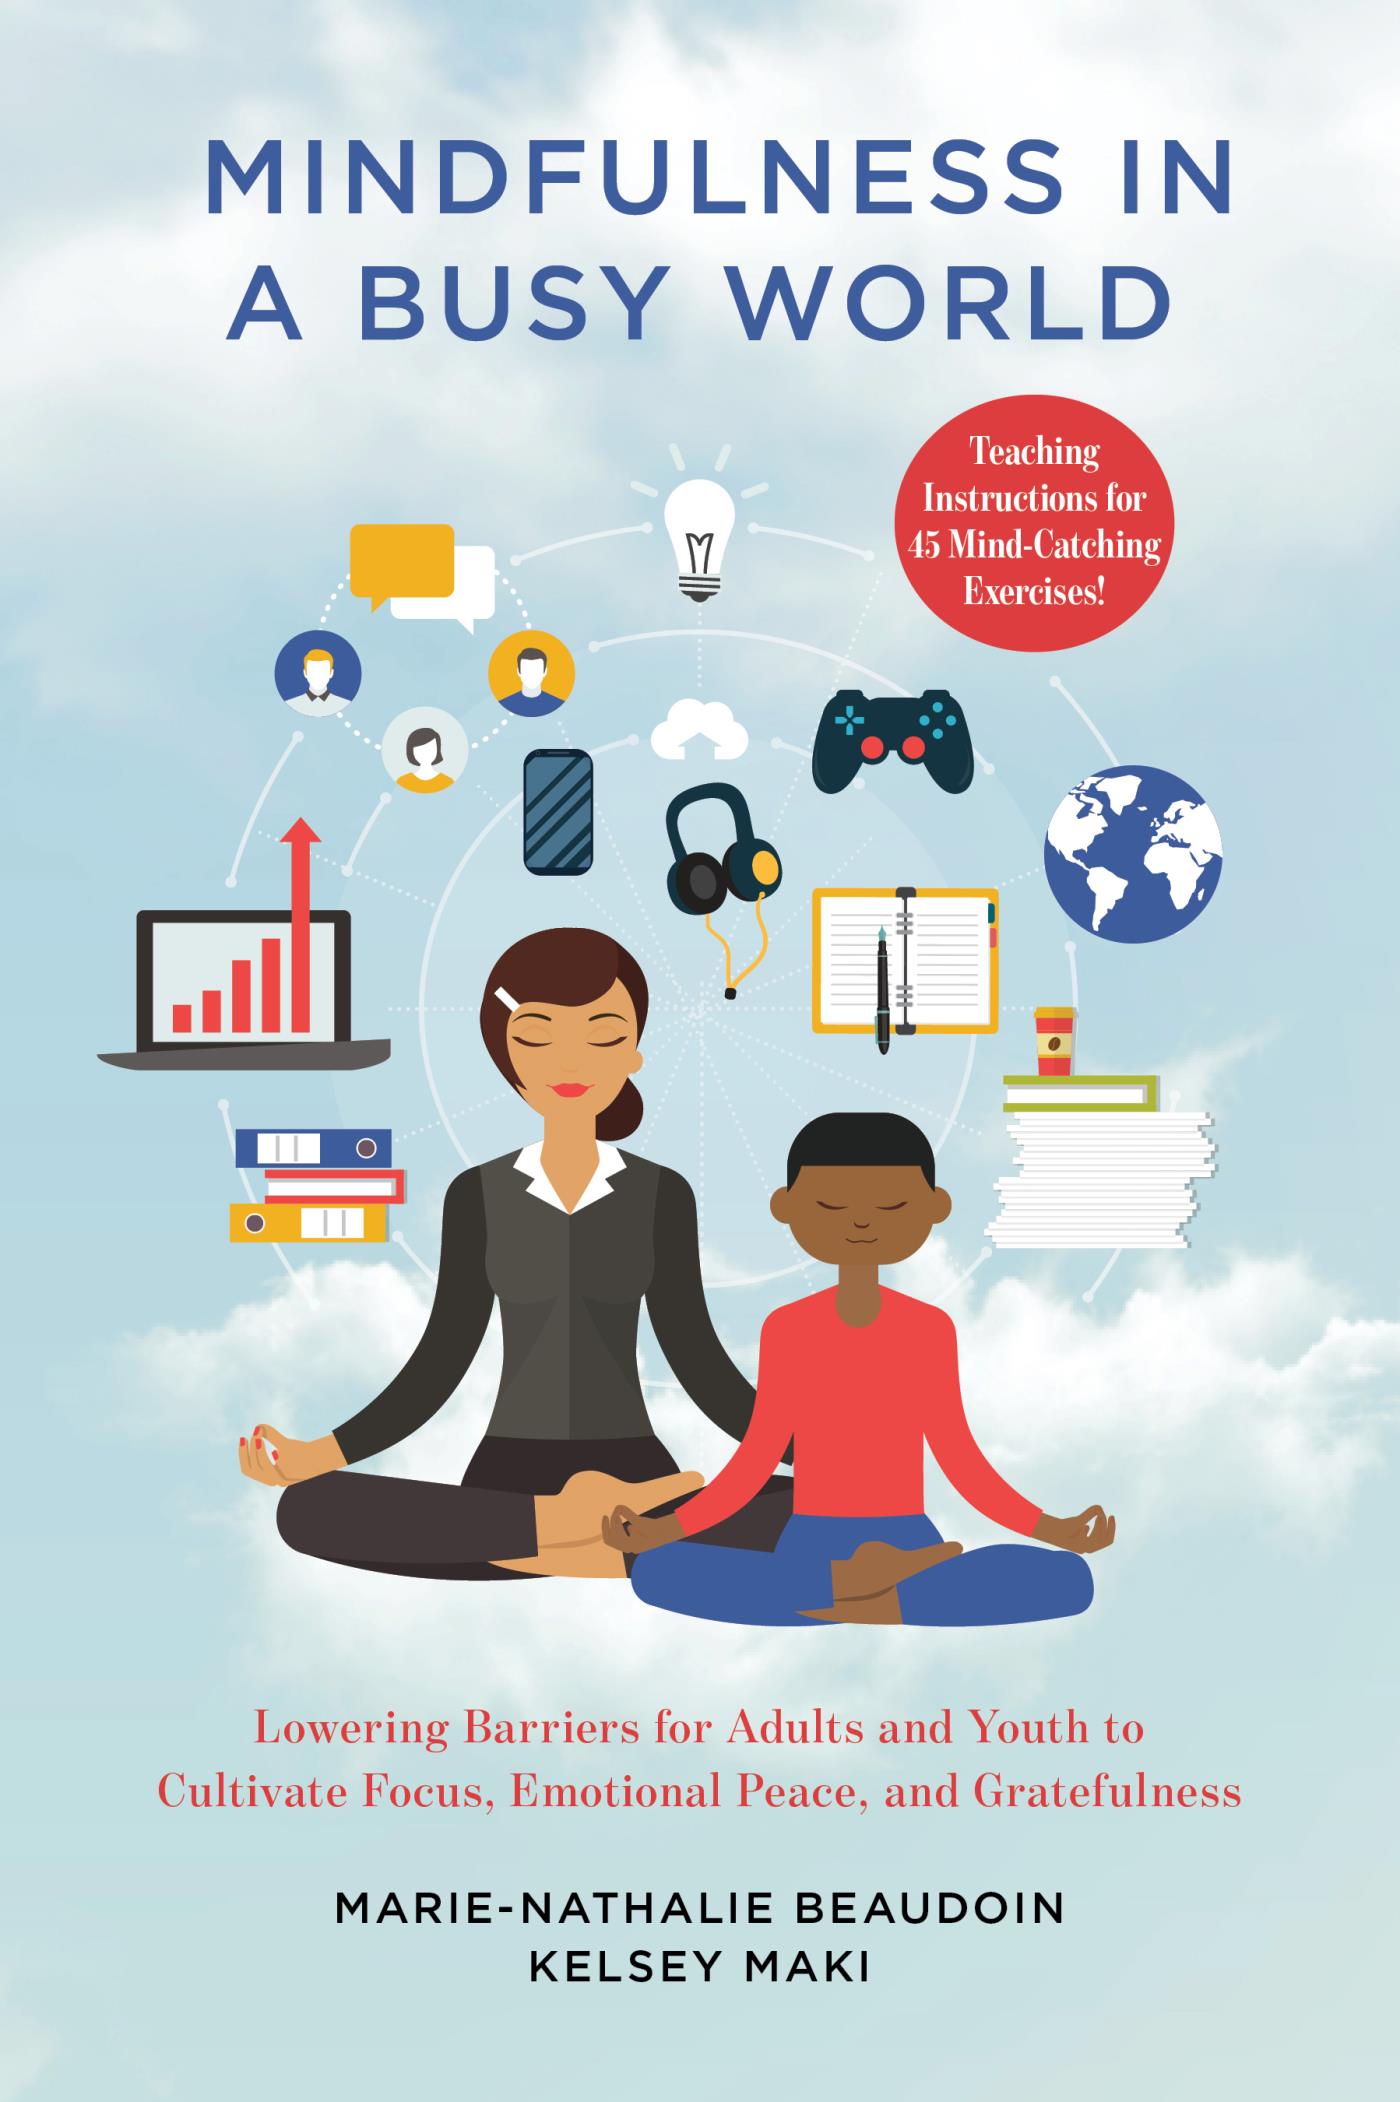 MINDFULNESS IN
A BUSY WORLD
Teaching
Instructions for
45 Mind-Catching
Exercises!
Lowering Barriers for Adults and Youth to
Cultivate Focus, Emotional Peace, and Gratefulness
MARIE-NATHALIE BEAUDOIN
KELSEY MAKI